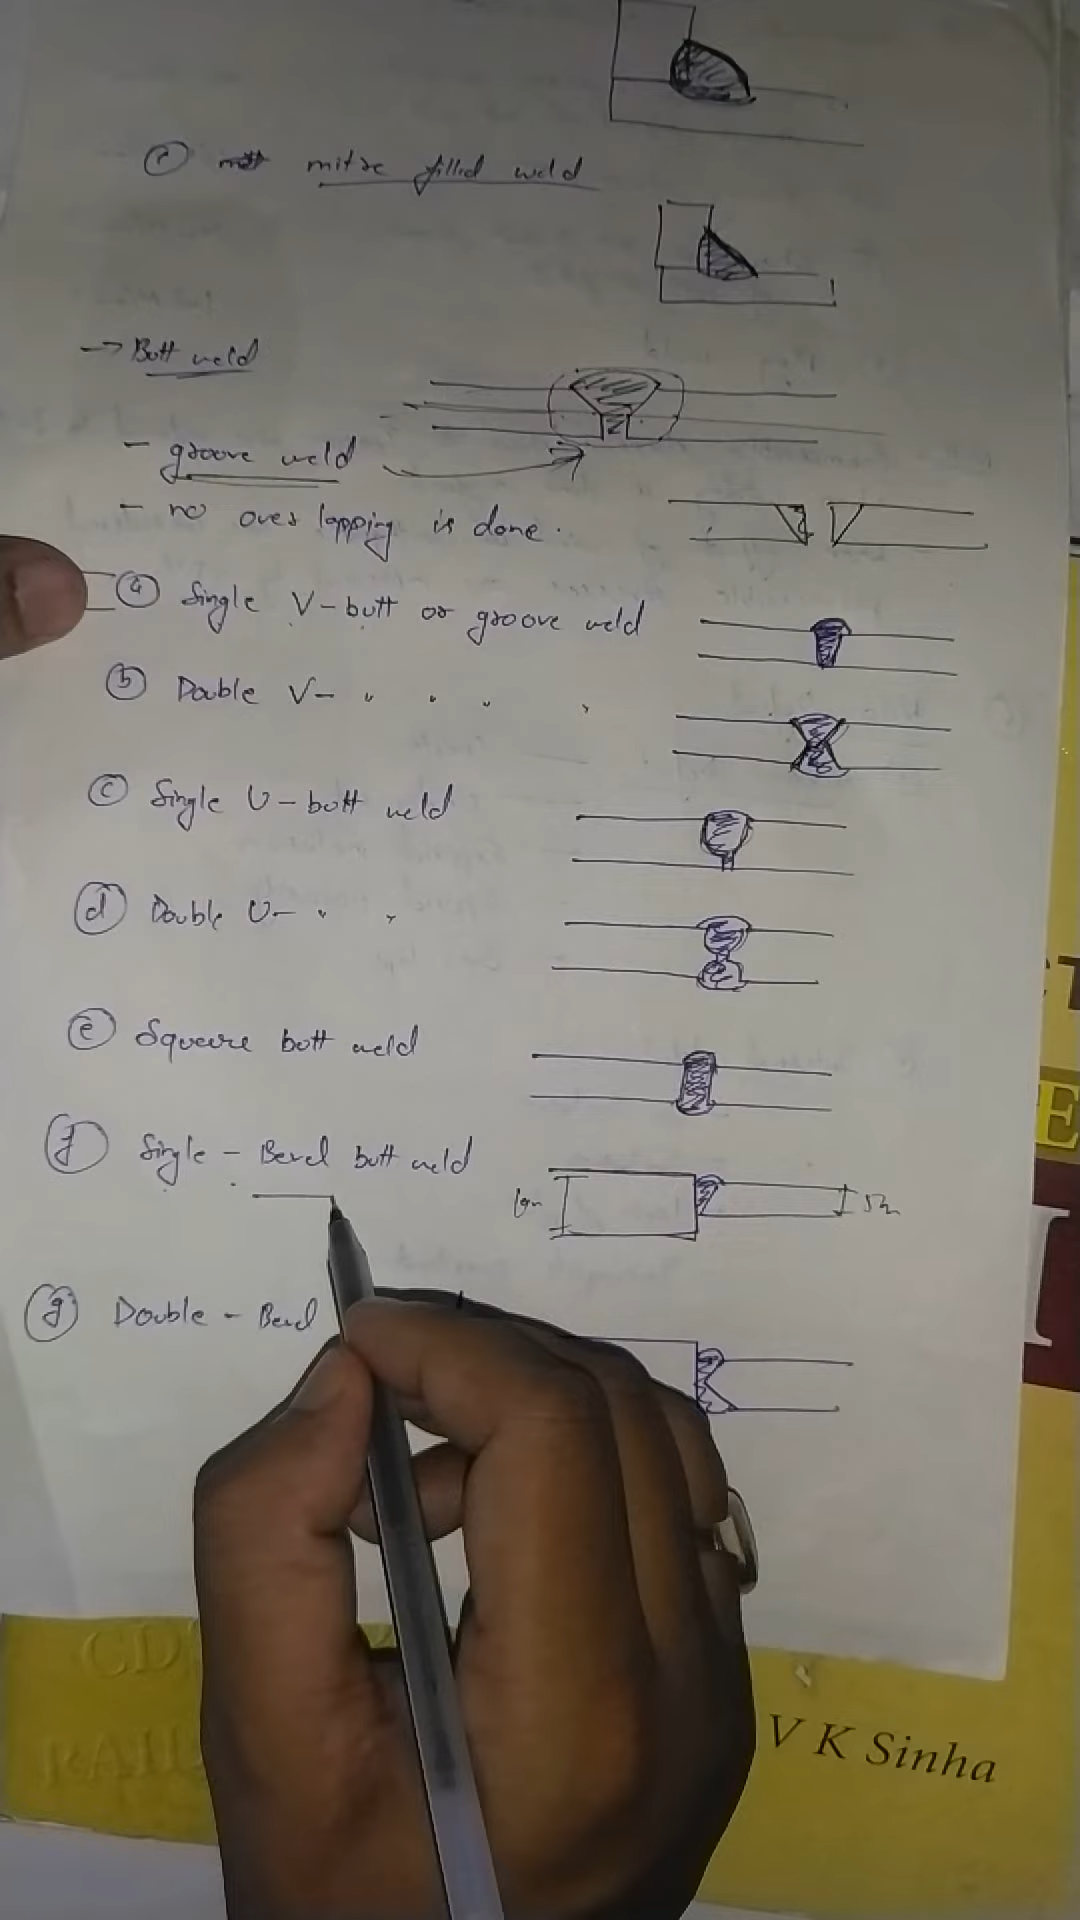 (c) mitre filled weld
→ Butt weld
- groove weld
- no over lapping is done.
(a) Single V-butt or groove weld
(b) Double V- " " " "
(c) Single U-butt weld
(d) Double U- " "
(e) Square butt weld
(f) Single - Bevel butt weld
(g) Double - Bevel
V K Sinha